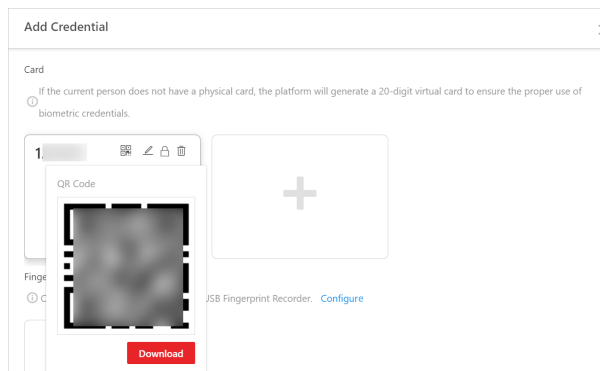 Add Credential
Card
If the current person does not have a physical card, the platform will generate a 20-digit virtual card to ensure the proper use of
biometric credentials.
QR Code
USB Fingerprint Recorder. Configure
Download